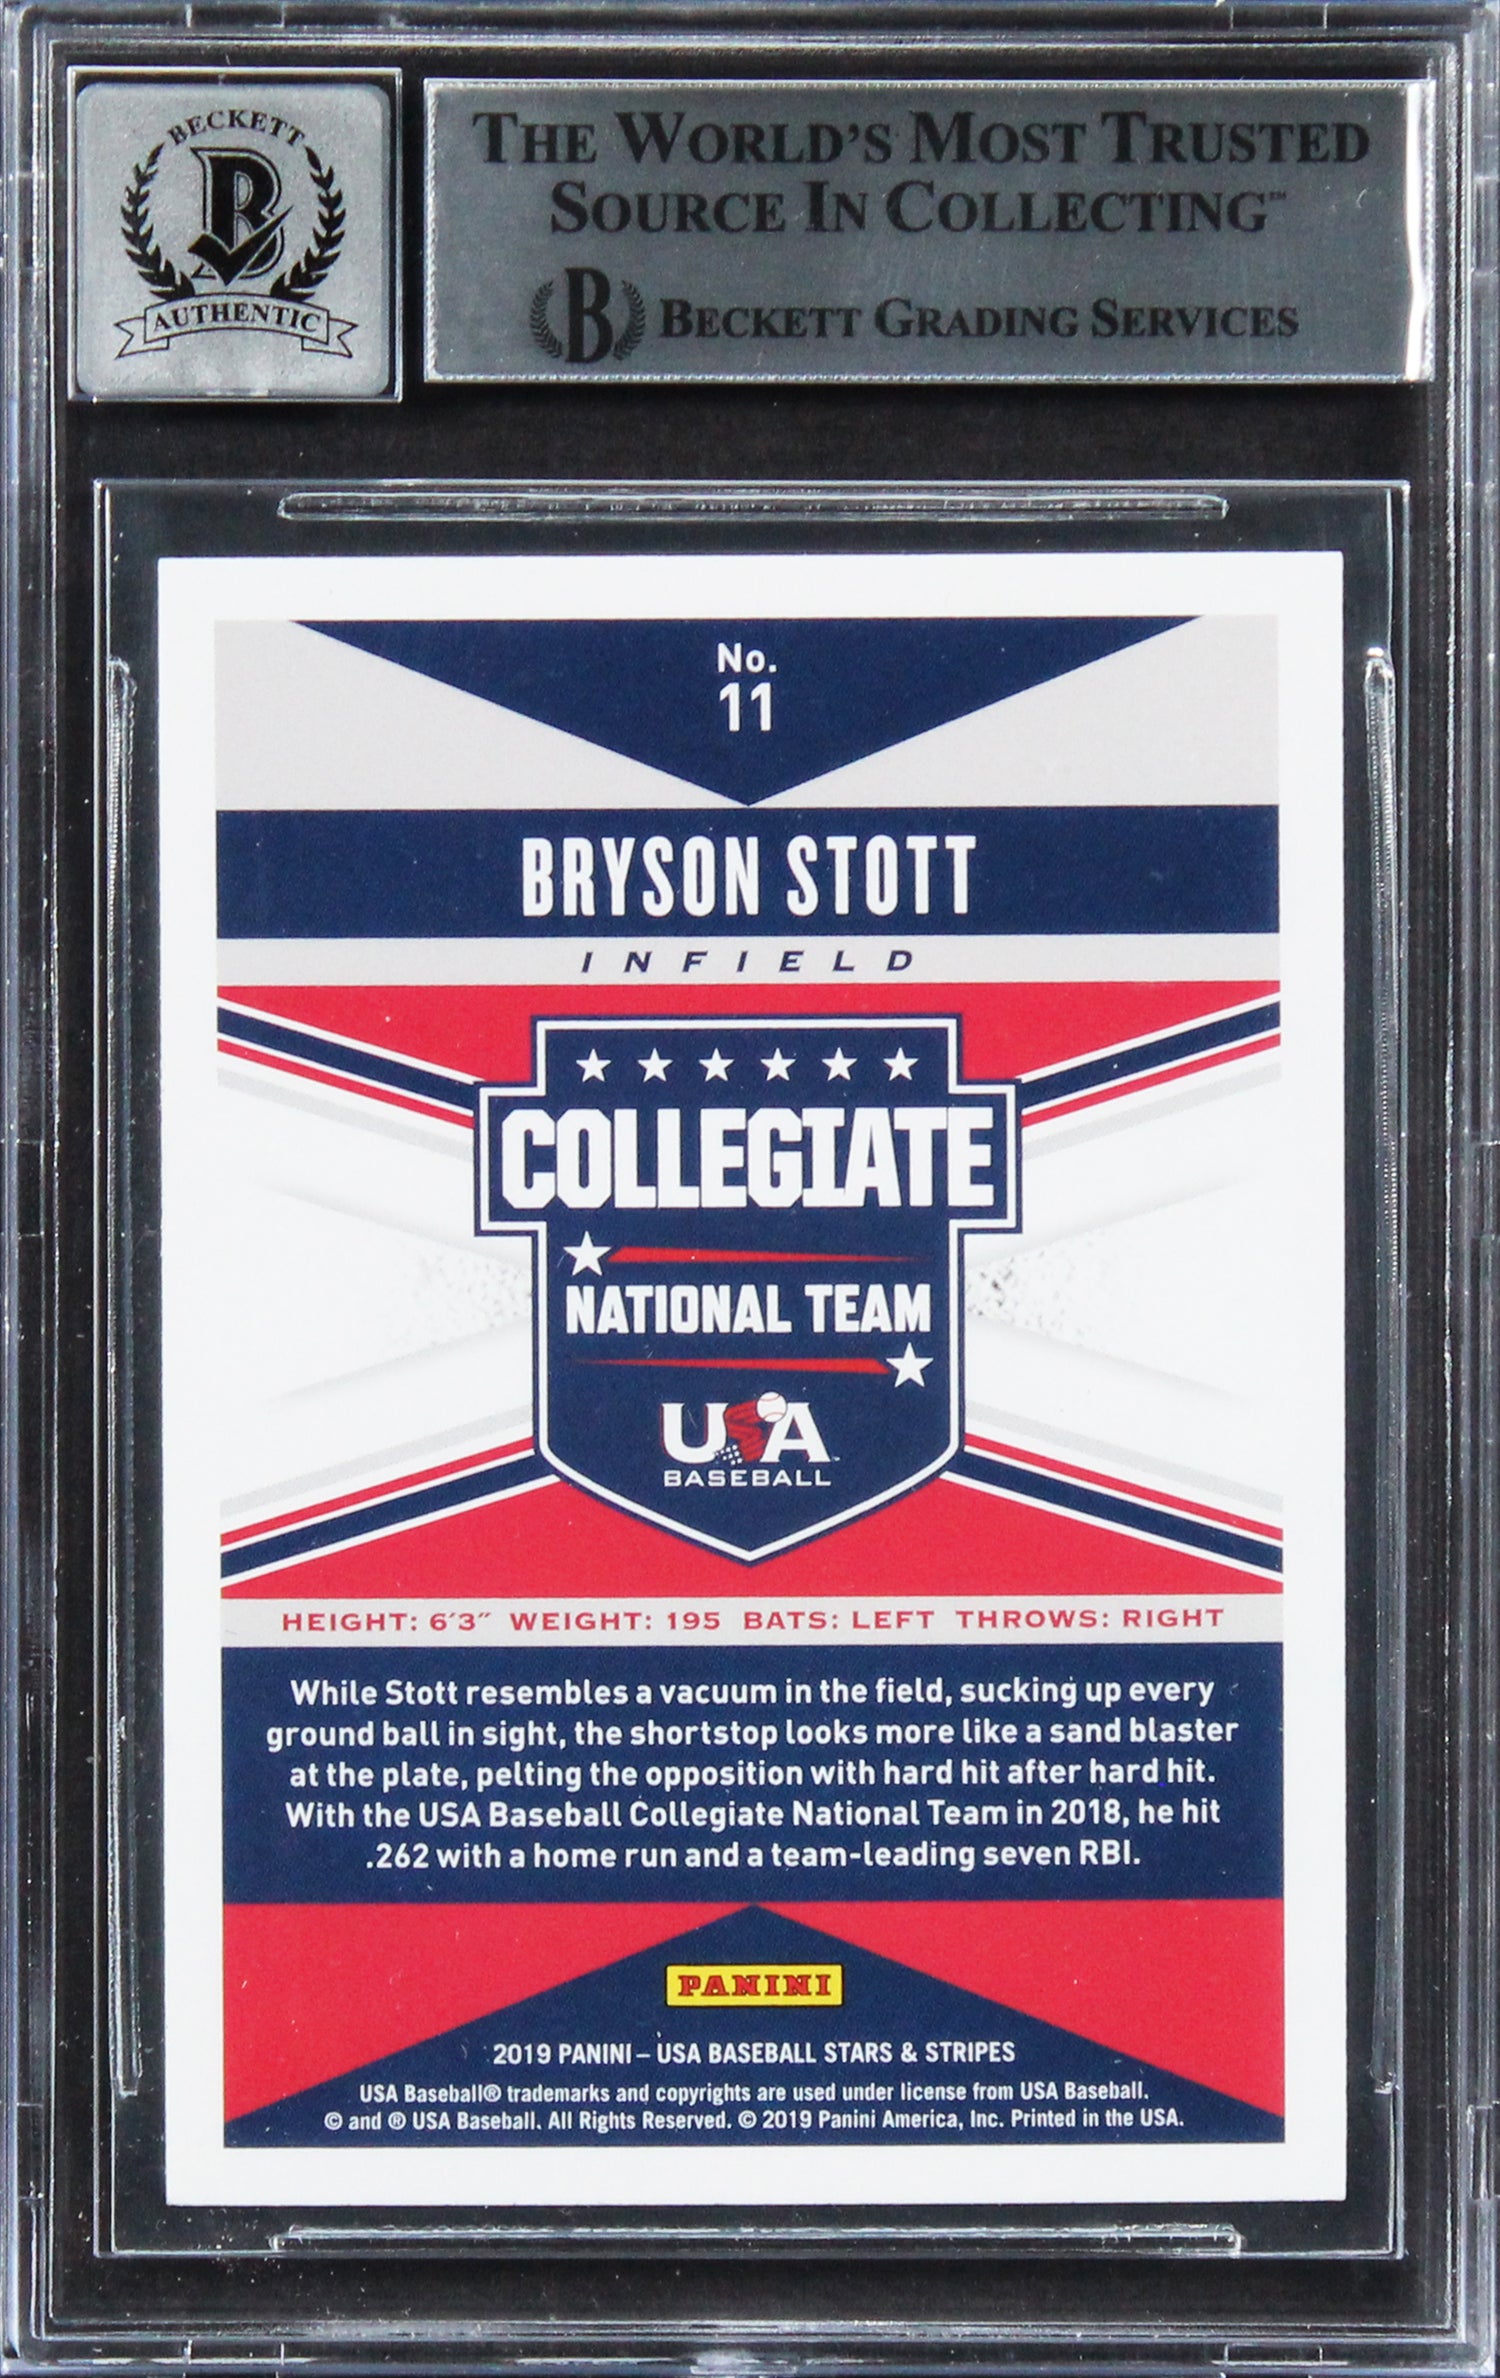 BECKETT
B
AUTHENTIC
THE WORLD'S MOST TRUSTED
SOURCE IN COLLECTING™
B BECKETT GRADING SERVICES
No.
11
BRYSON STOTT
INFIELD
COLLEGIATE
NATIONAL TEAM
USA
BASEBALL
HEIGHT: 6'3" WEIGHT: 195 BATS: LEFT THROWS: RIGHT
While Stott resembles a vacuum in the field, sucking up every
ground ball in sight, the shortstop looks more like a sand blaster
at the plate, pelting the opposition with hard hit after hard hit.
With the USA Baseball Collegiate National Team in 2018, he hit
.262 with a home run and a team-leading seven RBI.
PANINI
2019 PANINI – USA BASEBALL STARS & STRIPES
USA Baseball® trademarks and copyrights are used under license from USA Baseball.
© and ® USA Baseball. All Rights Reserved. © 2019 Panini America, Inc. Printed in the USA.